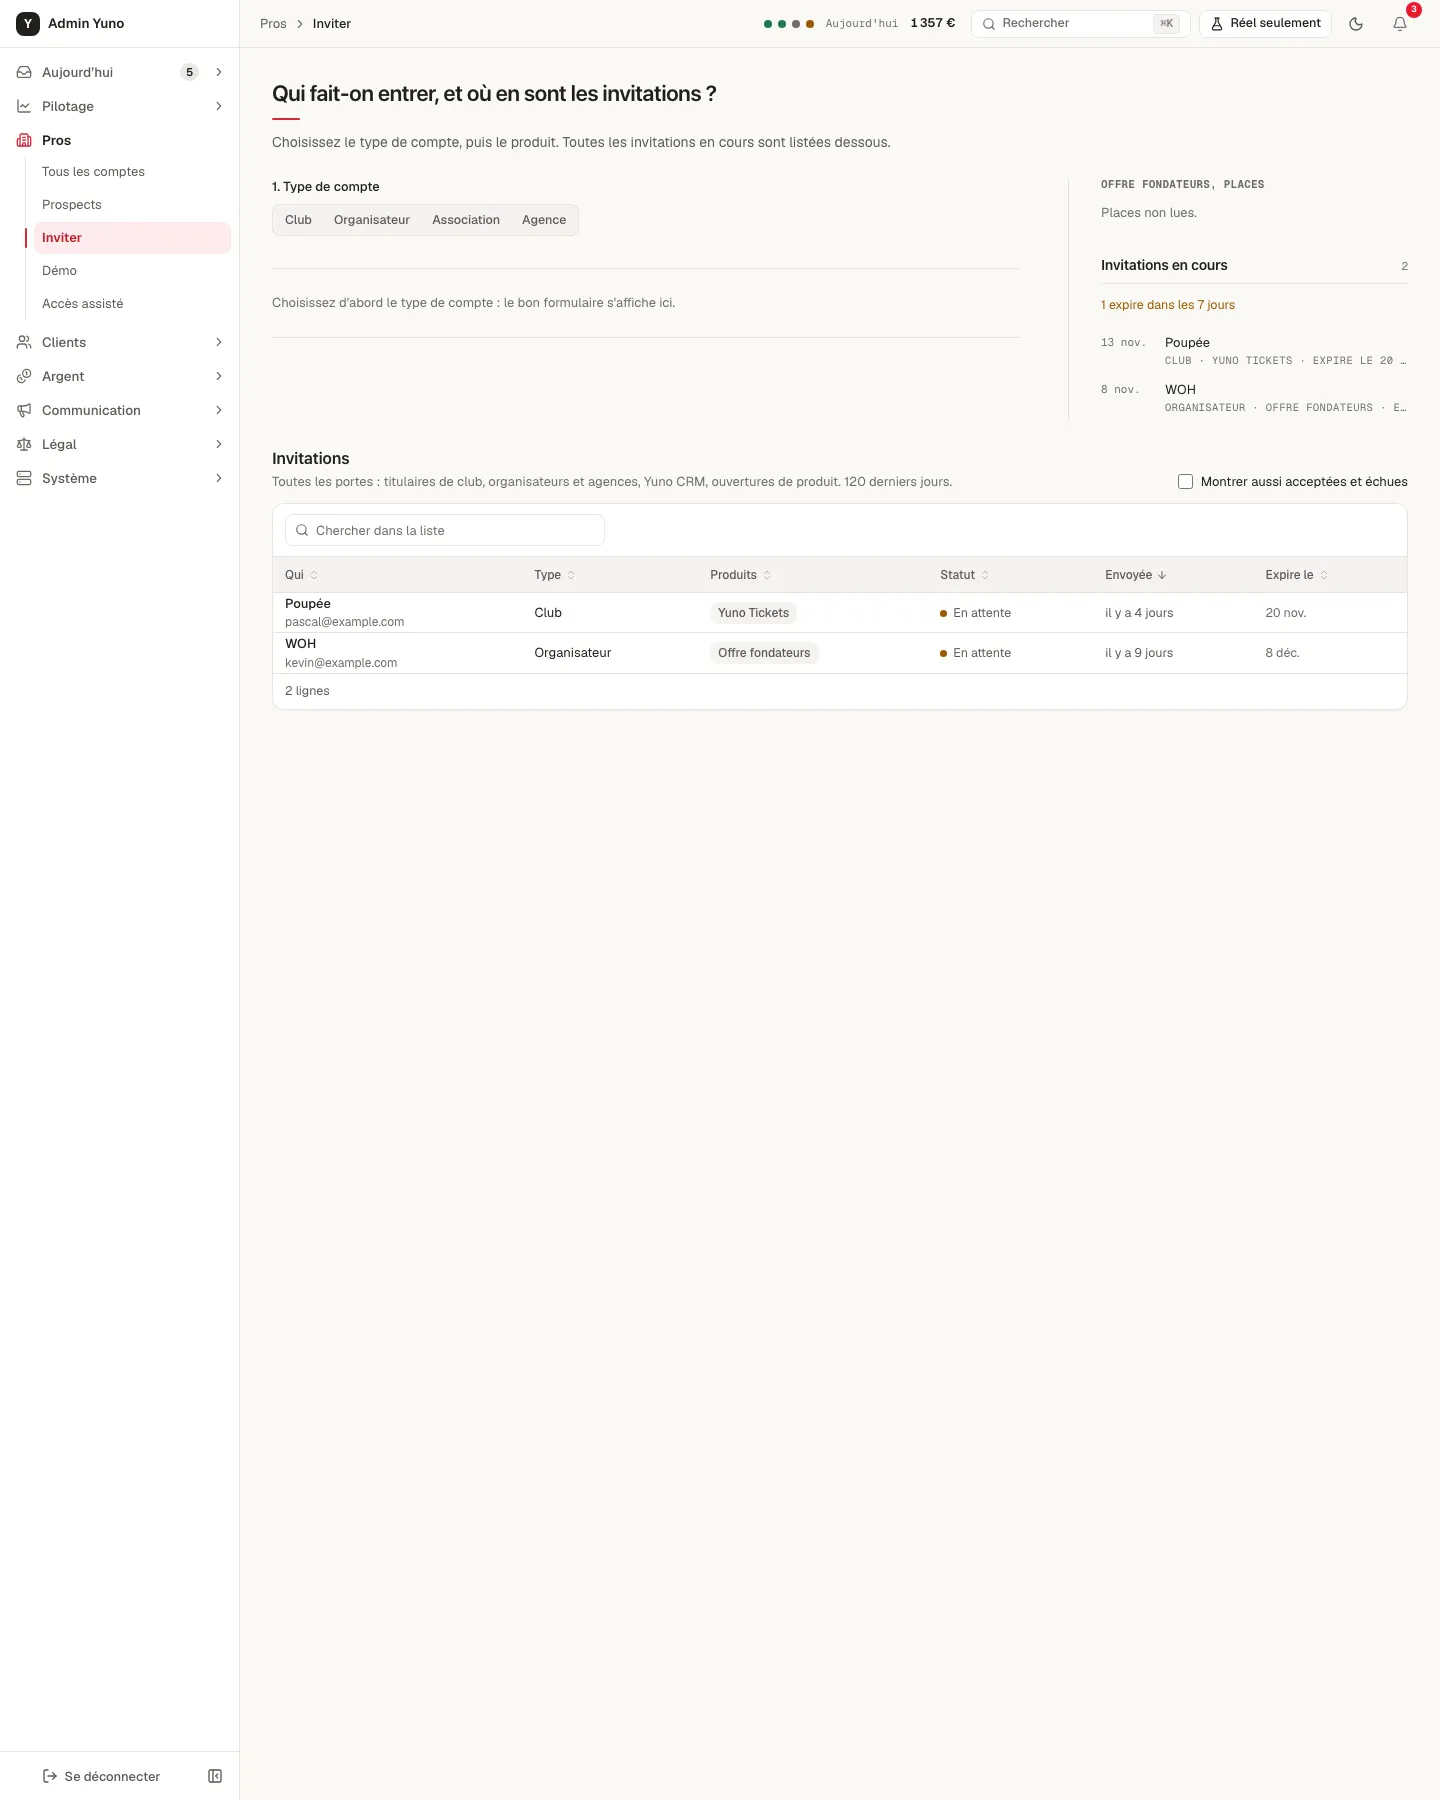 Y Admin Yuno
Aujourd'hui 5
Pilotage
Pros
Tous les comptes
Prospects
Inviter
Démo
Accès assisté
Clients
Argent
Communication
Légal
Système
Se déconnecter
Pros > Inviter
Aujourd'hui 1 357 €
Rechercher ⌘K
Réel seulement
3
Qui fait-on entrer, et où en sont les invitations ?
Choisissez le type de compte, puis le produit. Toutes les invitations en cours sont listées dessous.
1. Type de compte
Club Organisateur Association Agence
Choisissez d'abord le type de compte : le bon formulaire s'affiche ici.
OFFRE FONDATEURS, PLACES
Places non lues.
Invitations en cours 2
1 expire dans les 7 jours
13 nov. Poupée
CLUB · YUNO TICKETS · EXPIRE LE 20 …
8 nov. WOH
ORGANISATEUR · OFFRE FONDATEURS · E…
Invitations
Toutes les portes : titulaires de club, organisateurs et agences, Yuno CRM, ouvertures de produit. 120 derniers jours.
Montrer aussi acceptées et échues
Chercher dans la liste
Qui Type Produits Statut Envoyée Expire le
Poupée
pascal@example.com
Club Yuno Tickets En attente il y a 4 jours 20 nov.
WOH
kevin@example.com
Organisateur Offre fondateurs En attente il y a 9 jours 8 déc.
2 lignes